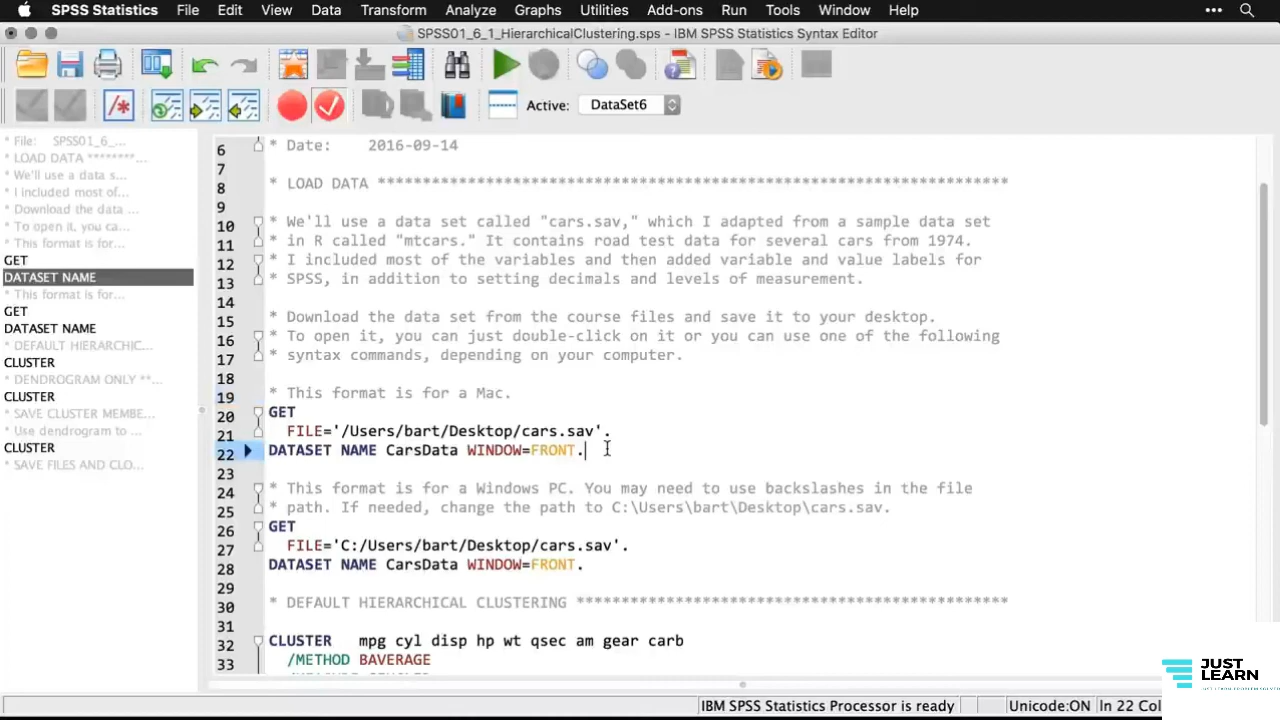 SPSS Statistics File Edit View Data Transform Analyze Graphs Utilities Add-ons Run Tools Window Help
SPSS01_6_1_HierarchicalClustering.sps - IBM SPSS Statistics Syntax Editor
Active: DataSet6
* File: SPSS01_6_...
* LOAD DATA ********...
* We'll use a data s...
* I included most of...
* Download the data ...
* To open it, you ca...
* This format is for...
GET
DATASET NAME
* This format is for...
GET
DATASET NAME
* DEFAULT HIERARCHIC...
CLUSTER
* DENDROGRAM ONLY **...
CLUSTER
* SAVE CLUSTER MEMBE...
* Use dendrogram to ...
CLUSTER
* SAVE FILES AND CLO...
6 * Date: 2016-09-14
7
8 * LOAD DATA **********************************************************************
9
10 * We'll use a data set called "cars.sav," which I adapted from a sample data set
11 * in R called "mtcars." It contains road test data for several cars from 1974.
12 * I included most of the variables and then added variable and value labels for
13 * SPSS, in addition to setting decimals and levels of measurement.
14
15 * Download the data set from the course files and save it to your desktop.
16 * To open it, you can just double-click on it or you can use one of the following
17 * syntax commands, depending on your computer.
18
19 * This format is for a Mac.
20 GET
21 FILE='/Users/bart/Desktop/cars.sav'.
22 DATASET NAME CarsData WINDOW=FRONT.
23
24 * This format is for a Windows PC. You may need to use backslashes in the file
25 * path. If needed, change the path to C:\Users\bart\Desktop\cars.sav.
26 GET
27 FILE='C:/Users/bart/Desktop/cars.sav'.
28 DATASET NAME CarsData WINDOW=FRONT.
29
30 * DEFAULT HIERARCHICAL CLUSTERING ************************************************
31
32 CLUSTER mpg cyl disp hp wt qsec am gear carb
33 /METHOD BAVERAGE
IBM SPSS Statistics Processor is ready Unicode:ON In 22 Col
JUST
LEARN